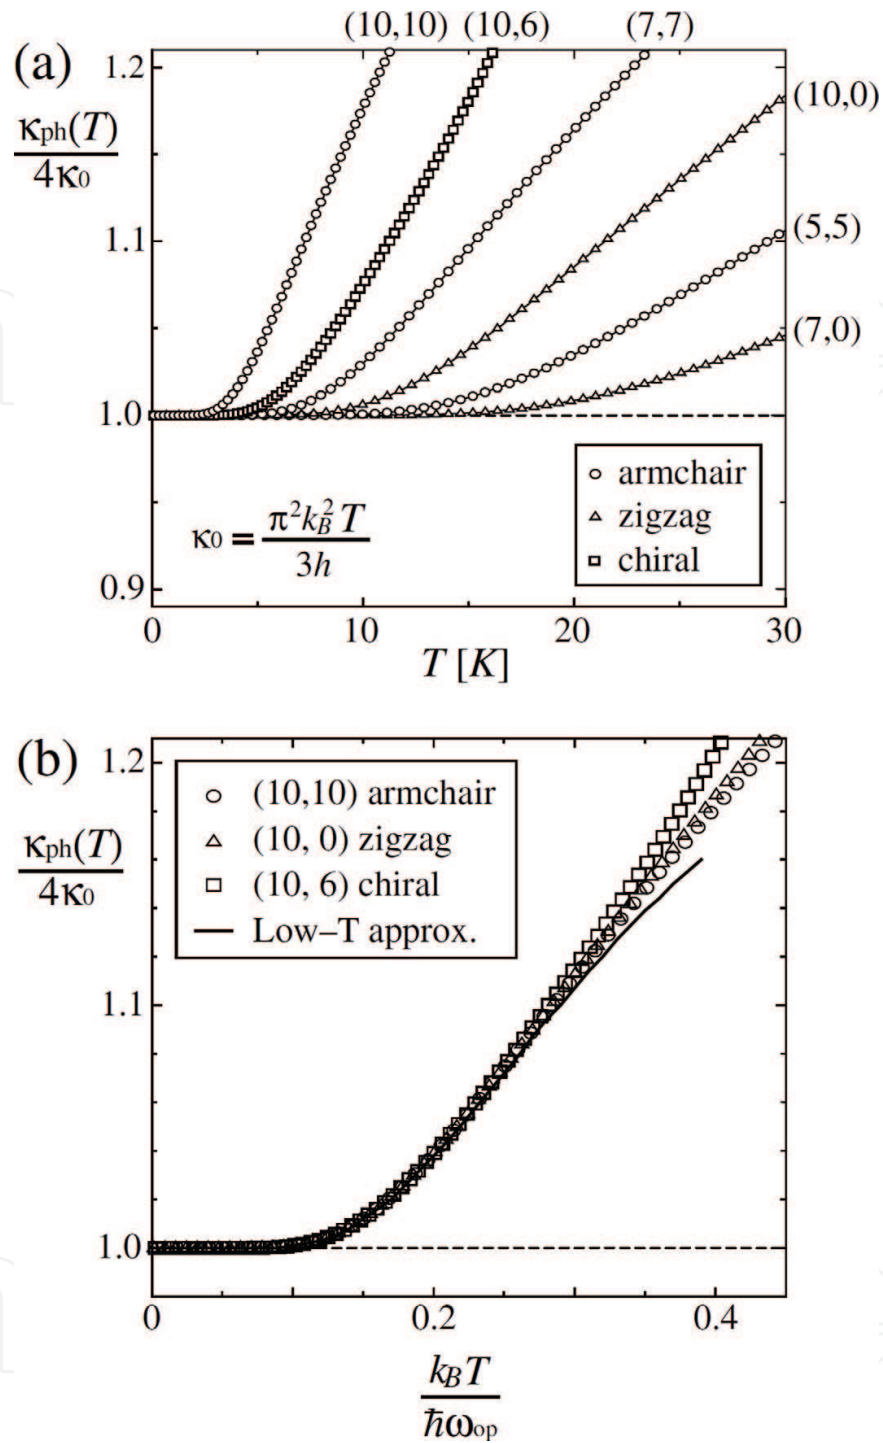 (10,10) (10,6) (7,7)
(a)
1.2
κph(T)
4κ0
(10,0)
1.1
(5,5)
(7,0)
1.0
armchair
zigzag
chiral
κ0 = π²k_B²T
3h
0.9
0 10 20 30
T [K]
(b)
1.2
(10,10) armchair
(10, 0) zigzag
(10, 6) chiral
Low–T approx.
κph(T)
4κ0
1.1
1.0
0 0.2 0.4
k_BT
ħωop